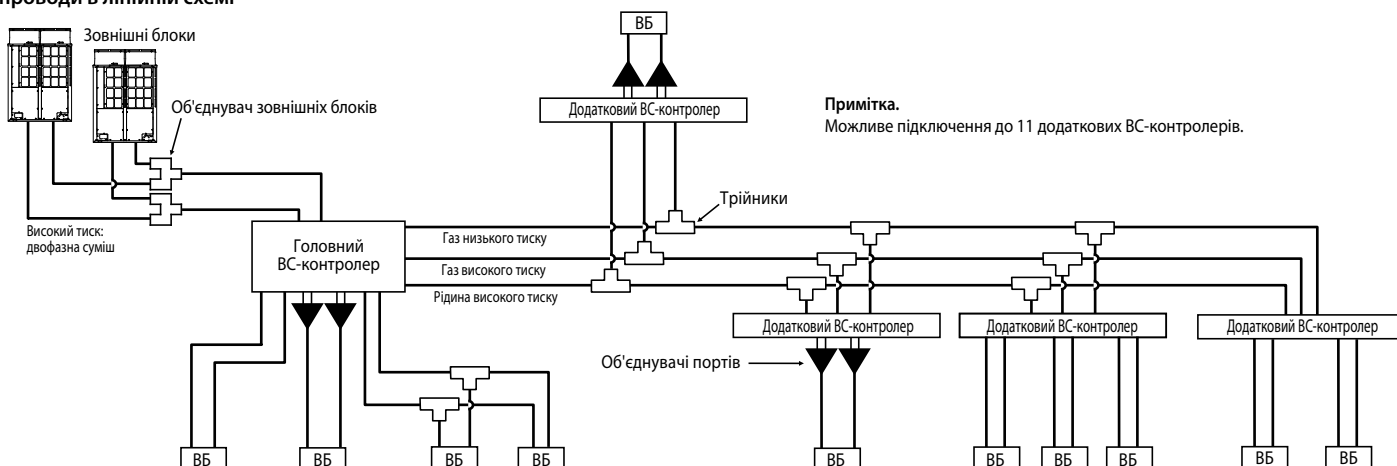 проводи в лінійній схемі
Зовнішні блоки
ВБ
Об'єднувач зовнішніх блоків
Додатковий ВС-контролер
Примітка.
Можливе підключення до 11 додаткових ВС-контролерів.
Трійники
Високий тиск:
двофазна суміш
Головний
ВС-контролер
Газ низького тиску
Газ високого тиску
Рідина високого тиску
Додатковий ВС-контролер
Додатковий ВС-контролер
Додатковий ВС-контролер
Об'єднувачі портів
ВБ
ВБ
ВБ
ВБ
ВБ
ВБ
ВБ
ВБ
ВБ
ВБ